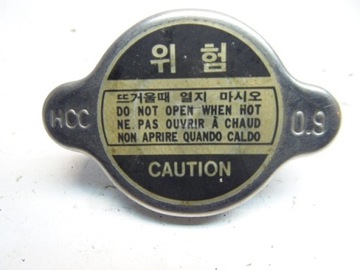 위험
뜨거울때 열지 마시오
DO NOT OPEN WHEN HOT
HCC
NE PAS OUVRIR À CHAUD
0.9
NON APRIRE QUANDO CALDO
CAUTION